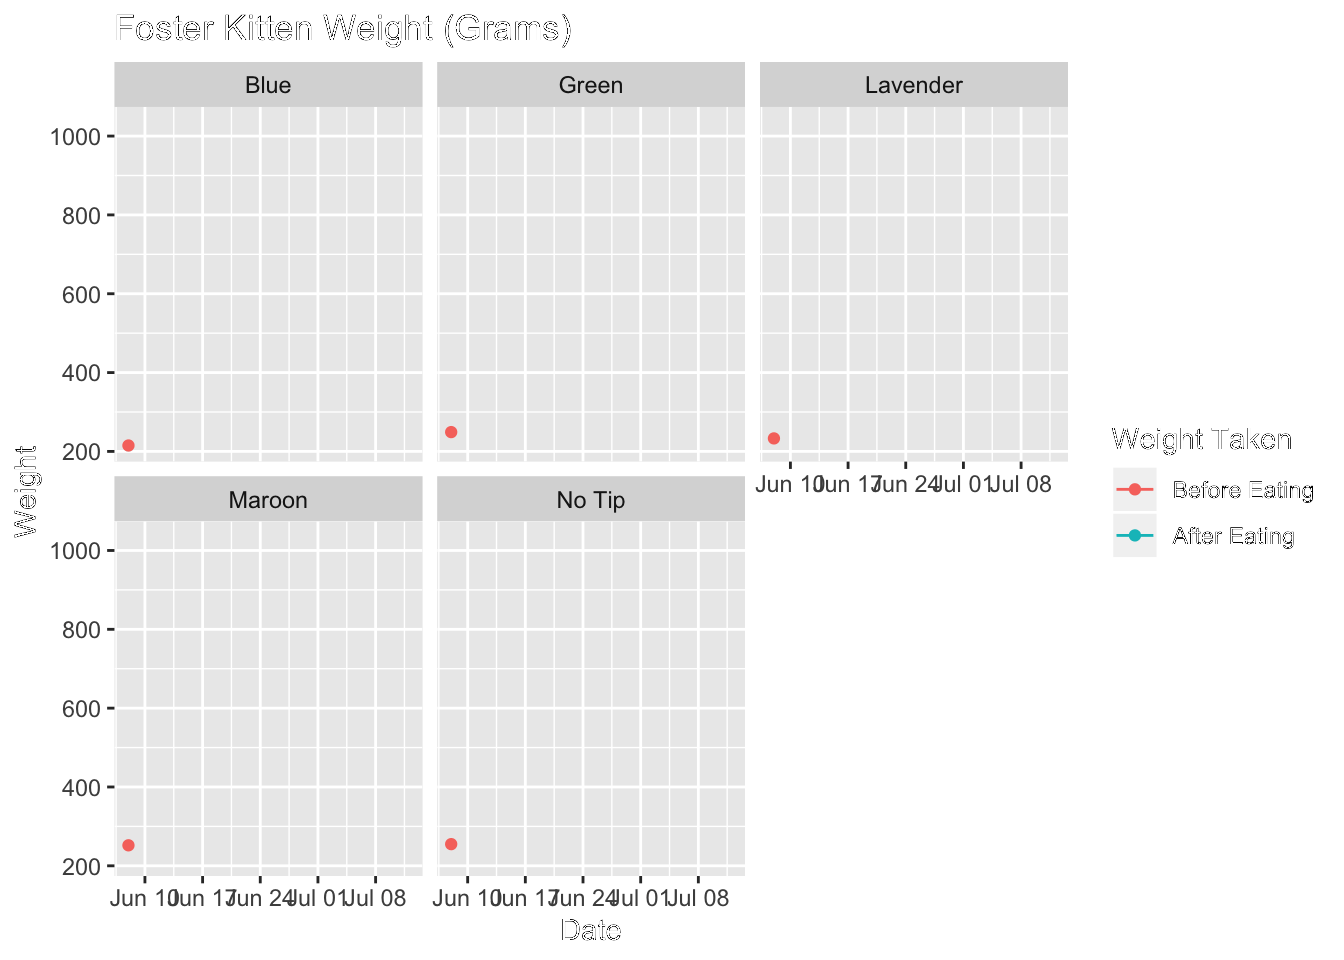 Foster Kitten Weight (Grams)
Blue Green Lavender
1000
800
600
400
200
Jun 10 Jun 17 Jun 24 Jul 01 Jul 08
Weight
Maroon No Tip
1000
800
600
400
200
Jun 10 Jun 17 Jun 24 Jul 01 Jul 08 Jun 10 Jun 17 Jun 24 Jul 01 Jul 08
Date
Weight Taken
Before Eating
After Eating